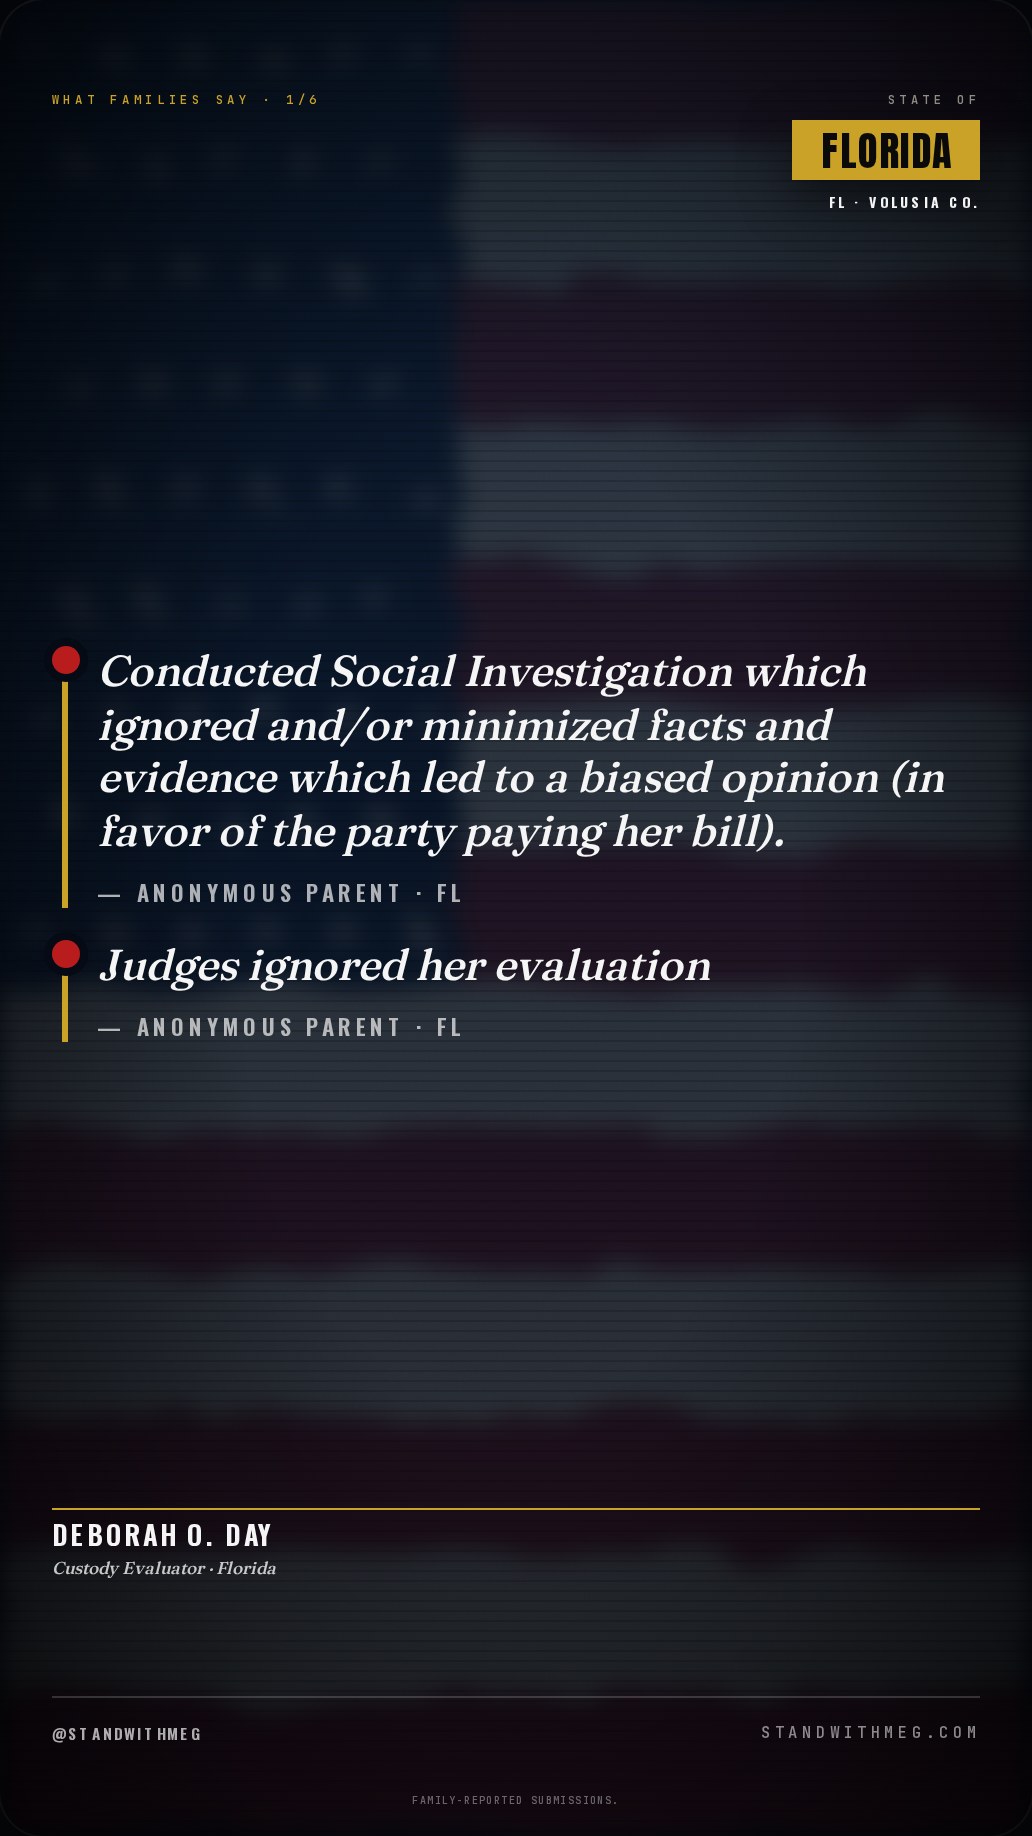 WHAT FAMILIES SAY · 1/6
STATE OF
FLORIDA
FL · VOLUSIA CO.
Conducted Social Investigation which
ignored and/or minimized facts and
evidence which led to a biased opinion (in
favor of the party paying her bill).
— ANONYMOUS PARENT · FL
Judges ignored her evaluation
— ANONYMOUS PARENT · FL
DEBORAH O. DAY
Custody Evaluator · Florida
@STANDWITHMEG
STANDWITHMEG.COM
FAMILY-REPORTED SUBMISSIONS.